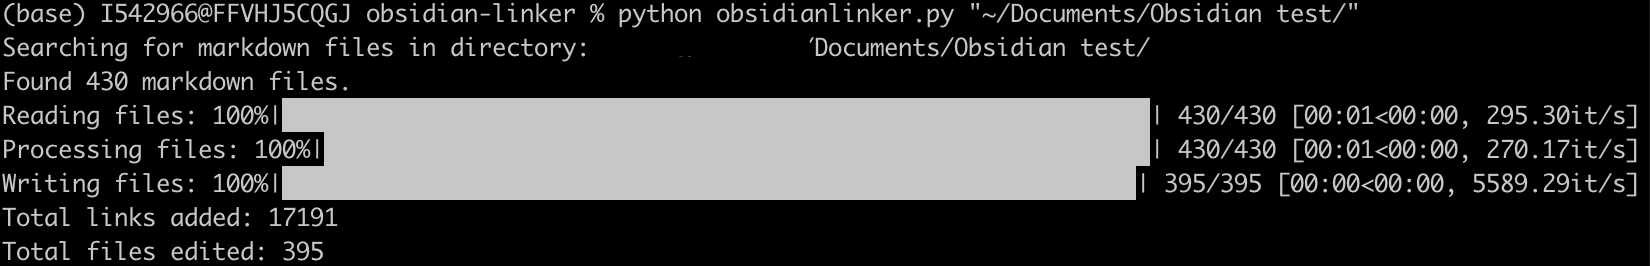 (base) I542966@FFVHJ5CQGJ obsidian-linker % python obsidianlinker.py "~/Documents/Obsidian test/"
Searching for markdown files in directory: /Documents/Obsidian test/
Found 430 markdown files.
Reading files: 100%| | 430/430 [00:01<00:00, 295.30it/s]
Processing files: 100%| | 430/430 [00:01<00:00, 270.17it/s]
Writing files: 100%| | 395/395 [00:00<00:00, 5589.29it/s]
Total links added: 17191
Total files edited: 395